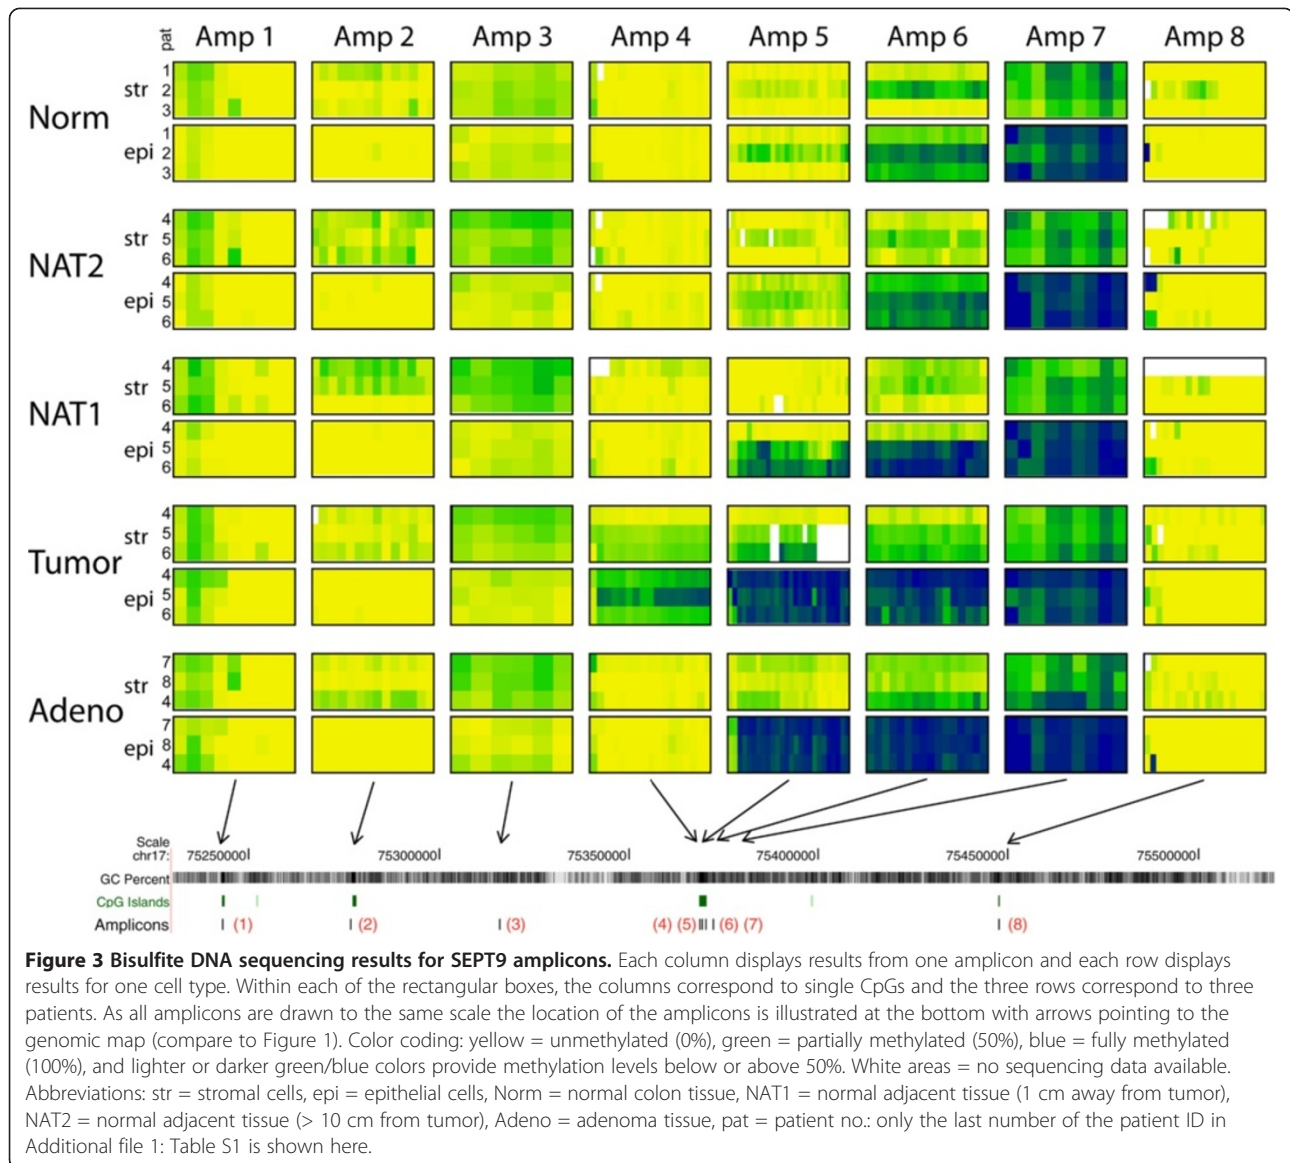 pat Amp 1 Amp 2 Amp 3 Amp 4 Amp 5 Amp 6 Amp 7 Amp 8
Norm
str
1
2
3
epi
1
2
3
NAT2
str
4
5
6
epi
4
5
6
NAT1
str
4
5
6
epi
4
5
6
Tumor
str
4
5
6
epi
4
5
6
Adeno
str
7
8
4
epi
7
8
4
Scale
chr17: 75250000 75300000 75350000 75400000 75450000 75500000
GC Percent
CpG Islands
Amplicons (1) (2) (3) (4) (5) (6) (7) (8)
Figure 3 Bisulfite DNA sequencing results for SEPT9 amplicons. Each column displays results from one amplicon and each row displays
results for one cell type. Within each of the rectangular boxes, the columns correspond to single CpGs and the three rows correspond to three
patients. As all amplicons are drawn to the same scale the location of the amplicons is illustrated at the bottom with arrows pointing to the
genomic map (compare to Figure 1). Color coding: yellow = unmethylated (0%), green = partially methylated (50%), blue = fully methylated
(100%), and lighter or darker green/blue colors provide methylation levels below or above 50%. White areas = no sequencing data available.
Abbreviations: str = stromal cells, epi = epithelial cells, Norm = normal colon tissue, NAT1 = normal adjacent tissue (1 cm away from tumor),
NAT2 = normal adjacent tissue (> 10 cm from tumor), Adeno = adenoma tissue, pat = patient no.: only the last number of the patient ID in
Additional file 1: Table S1 is shown here.